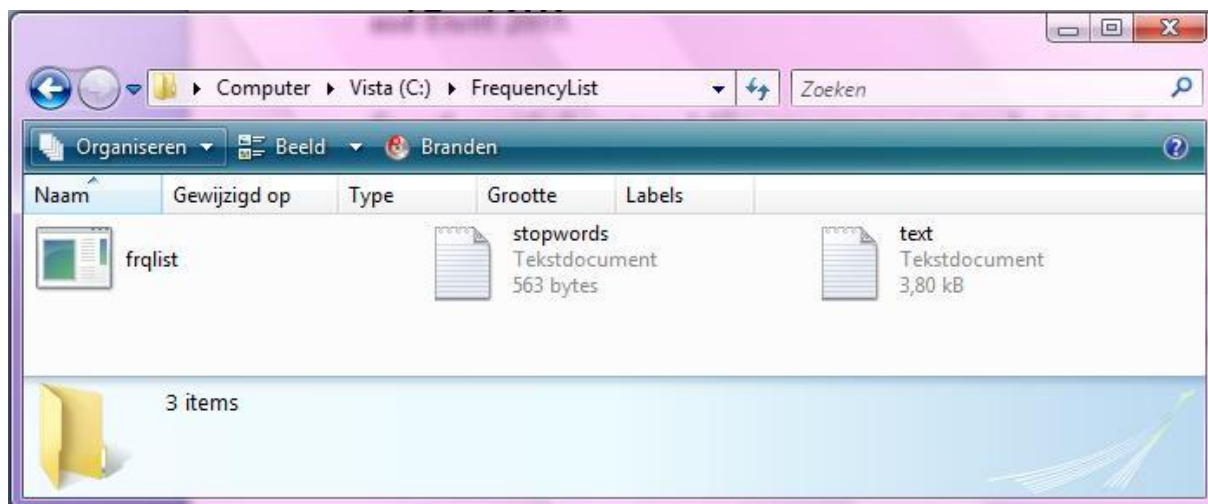 Computer Vista (C:) FrequencyList Zoeken
Organiseren Beeld Branden
Naam Gewijzigd op Type Grootte Labels
frqlist
stopwords
Tekstdocument
563 bytes
text
Tekstdocument
3,80 kB
3 items